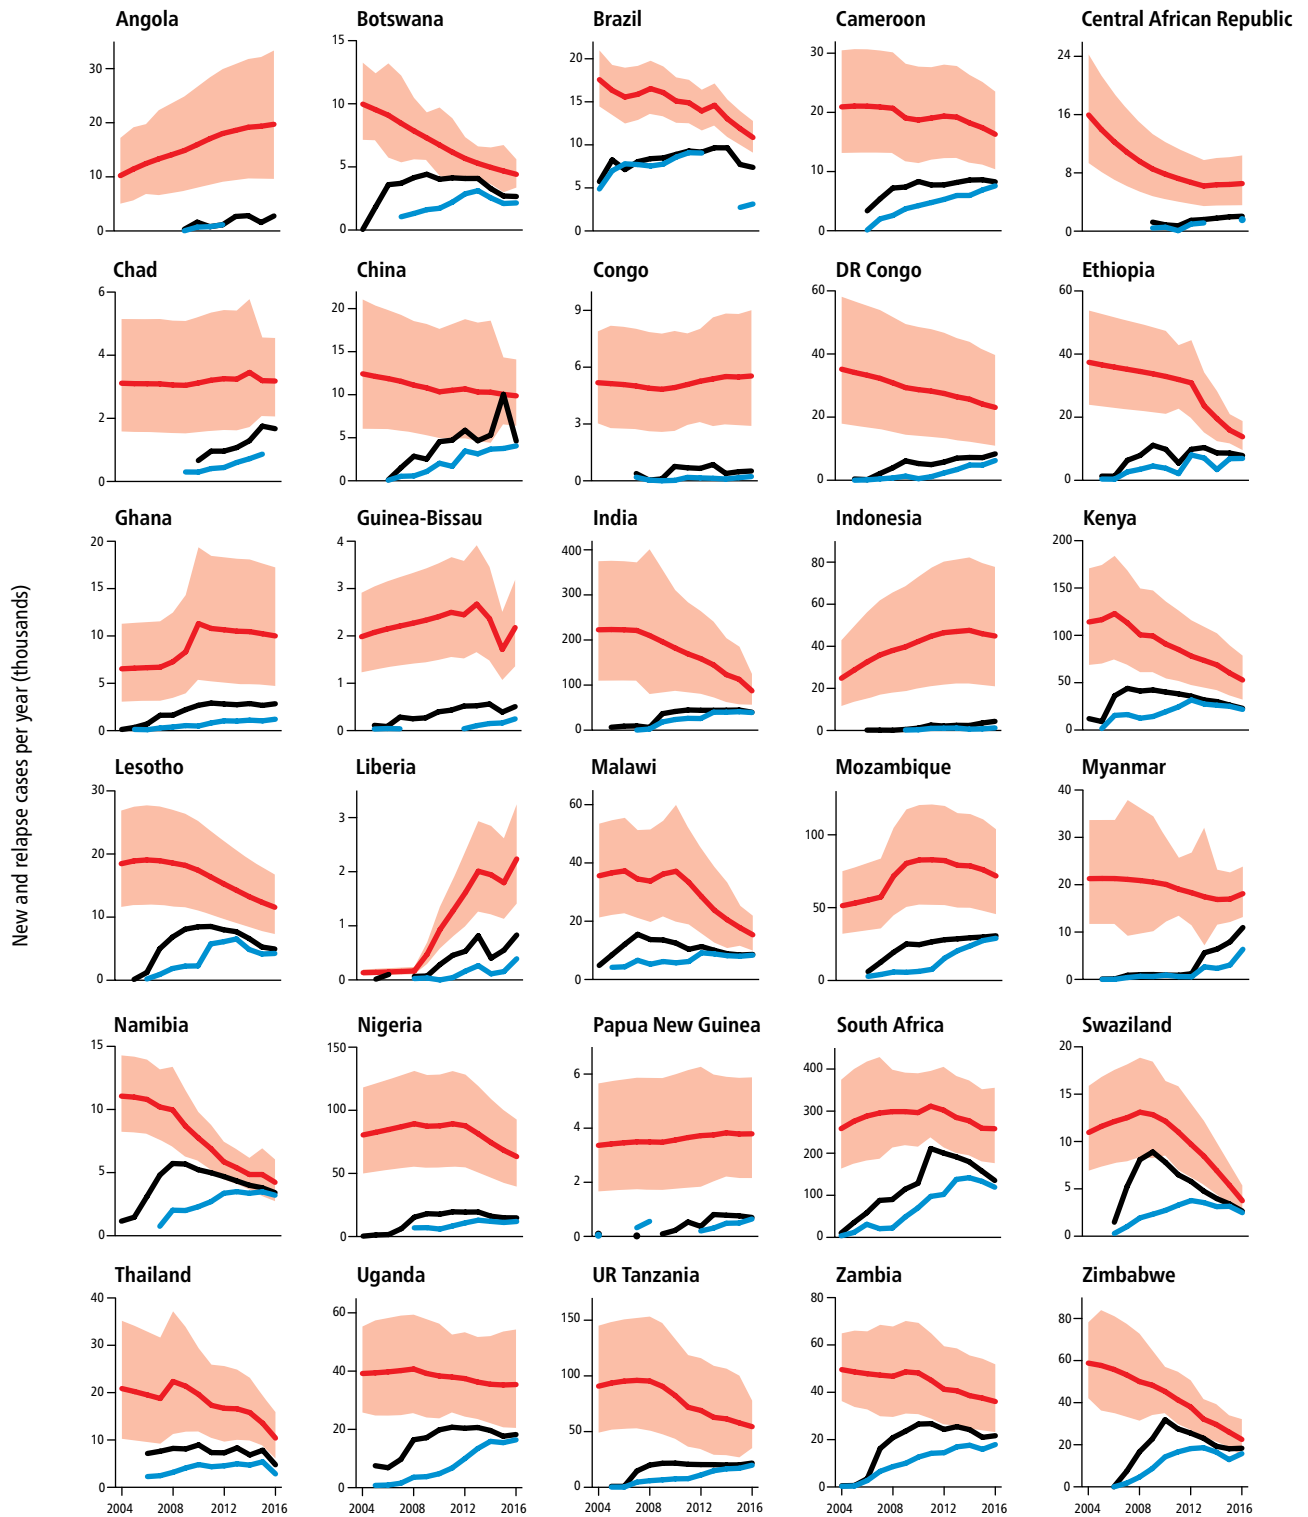 New and relapse cases per year (thousands)
Angola Botswana Brazil Cameroon Central African Republic
30 20 10 0
15 10 5 0
20 15 10 5 0
30 20 10 0
24 16 8 0
Chad China Congo DR Congo Ethiopia
6 4 2 0
20 15 10 5 0
9 6 3 0
60 40 20 0
60 40 20 0
Ghana Guinea-Bissau India Indonesia Kenya
20 15 10 5 0
4 3 2 1 0
400 300 200 100 0
80 60 40 20 0
200 150 100 50 0
Lesotho Liberia Malawi Mozambique Myanmar
30 20 10 0
3 2 1 0
60 40 20 0
100 50 0
40 30 20 10 0
Namibia Nigeria Papua New Guinea South Africa Swaziland
15 10 5 0
150 100 50 0
6 4 2 0
400 300 200 100 0
20 15 10 5 0
Thailand Uganda UR Tanzania Zambia Zimbabwe
40 30 20 10 0
60 40 20 0
150 100 50 0
80 60 40 20 0
80 60 40 20 0
2004 2008 2012 2016 2004 2008 2012 2016 2004 2008 2012 2016 2004 2008 2012 2016 2004 2008 2012 2016